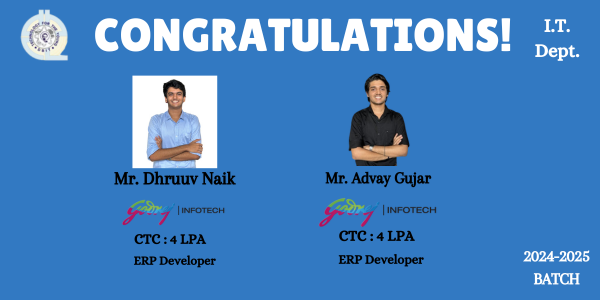 CONGRATULATIONS!
I.T.
Dept.
Mr. Dhruuv Naik
Mr. Advay Gujar
Godrej | INFOTECH
Godrej | INFOTECH
CTC : 4 LPA
CTC : 4 LPA
ERP Developer
ERP Developer
2024-2025
BATCH